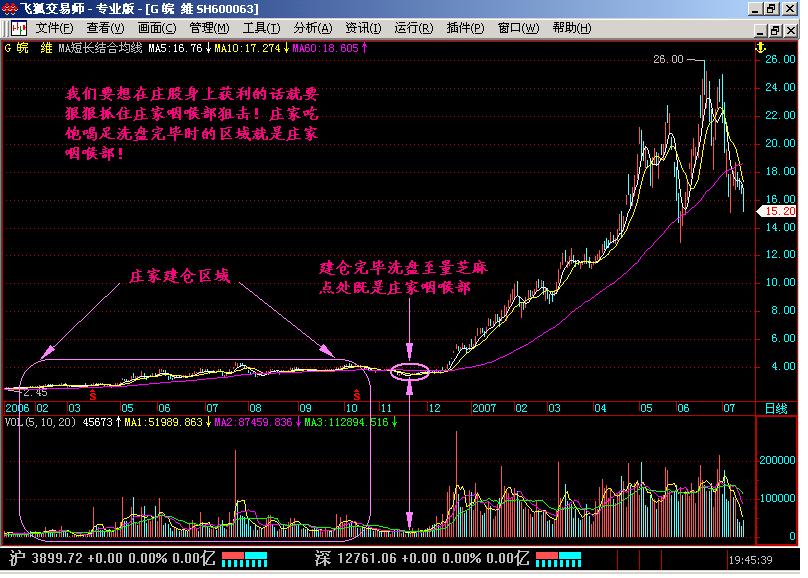 飞狐交易师 - 专业版 - [G 皖 维 SH600063]
文件(F) 查看(V) 画面(C) 管理(M) 工具(T) 分析(A) 资讯(I) 运行(R) 插件(P) 窗口(W) 帮助(H)
G 皖 维 MA短长结合均线 MA5:16.76↓MA10:17.274↓MA60:18.605↑
26.00
26.00
24.00
22.00
20.00
18.00
16.00
15.20
14.00
12.00
10.00
8.00
6.00
4.00
我们要想在庄股身上获利的话就要
狠狠抓住庄家咽喉部狙击！庄家吃
饱喝足洗盘完毕时的区域就是庄家
咽喉部！
庄家建仓区域
建仓完毕洗盘至量芝麻
点处既是庄家咽喉部
2.45
S S
2006 02 03 05 06 07 08 09 10 11 12 2007 02 03 04 05 06 07 日线
VOL(5,10,20) 45673↑MA1:51989.863↓MA2:87459.836↓MA3:112894.516↓
200000
100000
0
沪 3899.72 +0.00 0.00% 0.00亿 深 12761.06 +0.00 0.00% 0.00亿 19:45:39